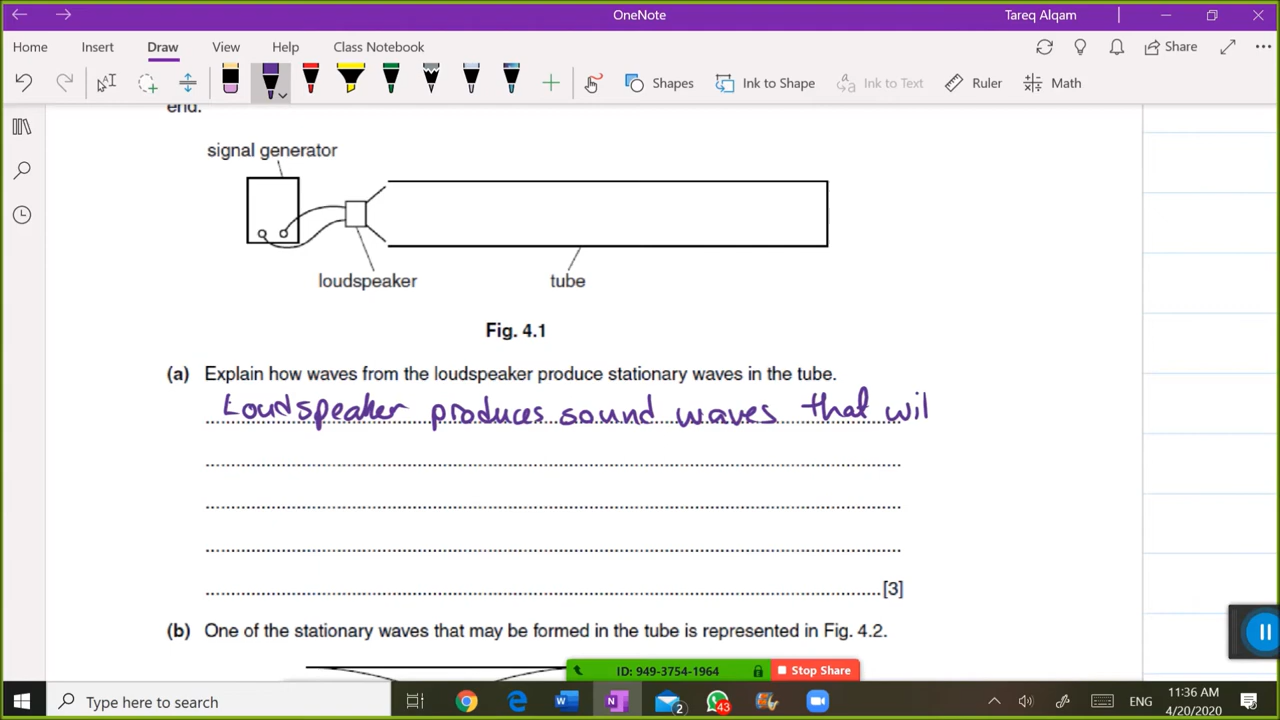 OneNote
Tareq Alqam
Home Insert Draw View Help Class Notebook
Share
Shapes Ink to Shape Ink to Text Ruler Math
end.
signal generator
loudspeaker
tube
Fig. 4.1
(a) Explain how waves from the loudspeaker produce stationary waves in the tube.
Loudspeaker produces sound waves that wil
[3]
(b) One of the stationary waves that may be formed in the tube is represented in Fig. 4.2.
ID: 949-3754-1964 Stop Share
Type here to search
2
43
ENG
11:36 AM
4/20/2020